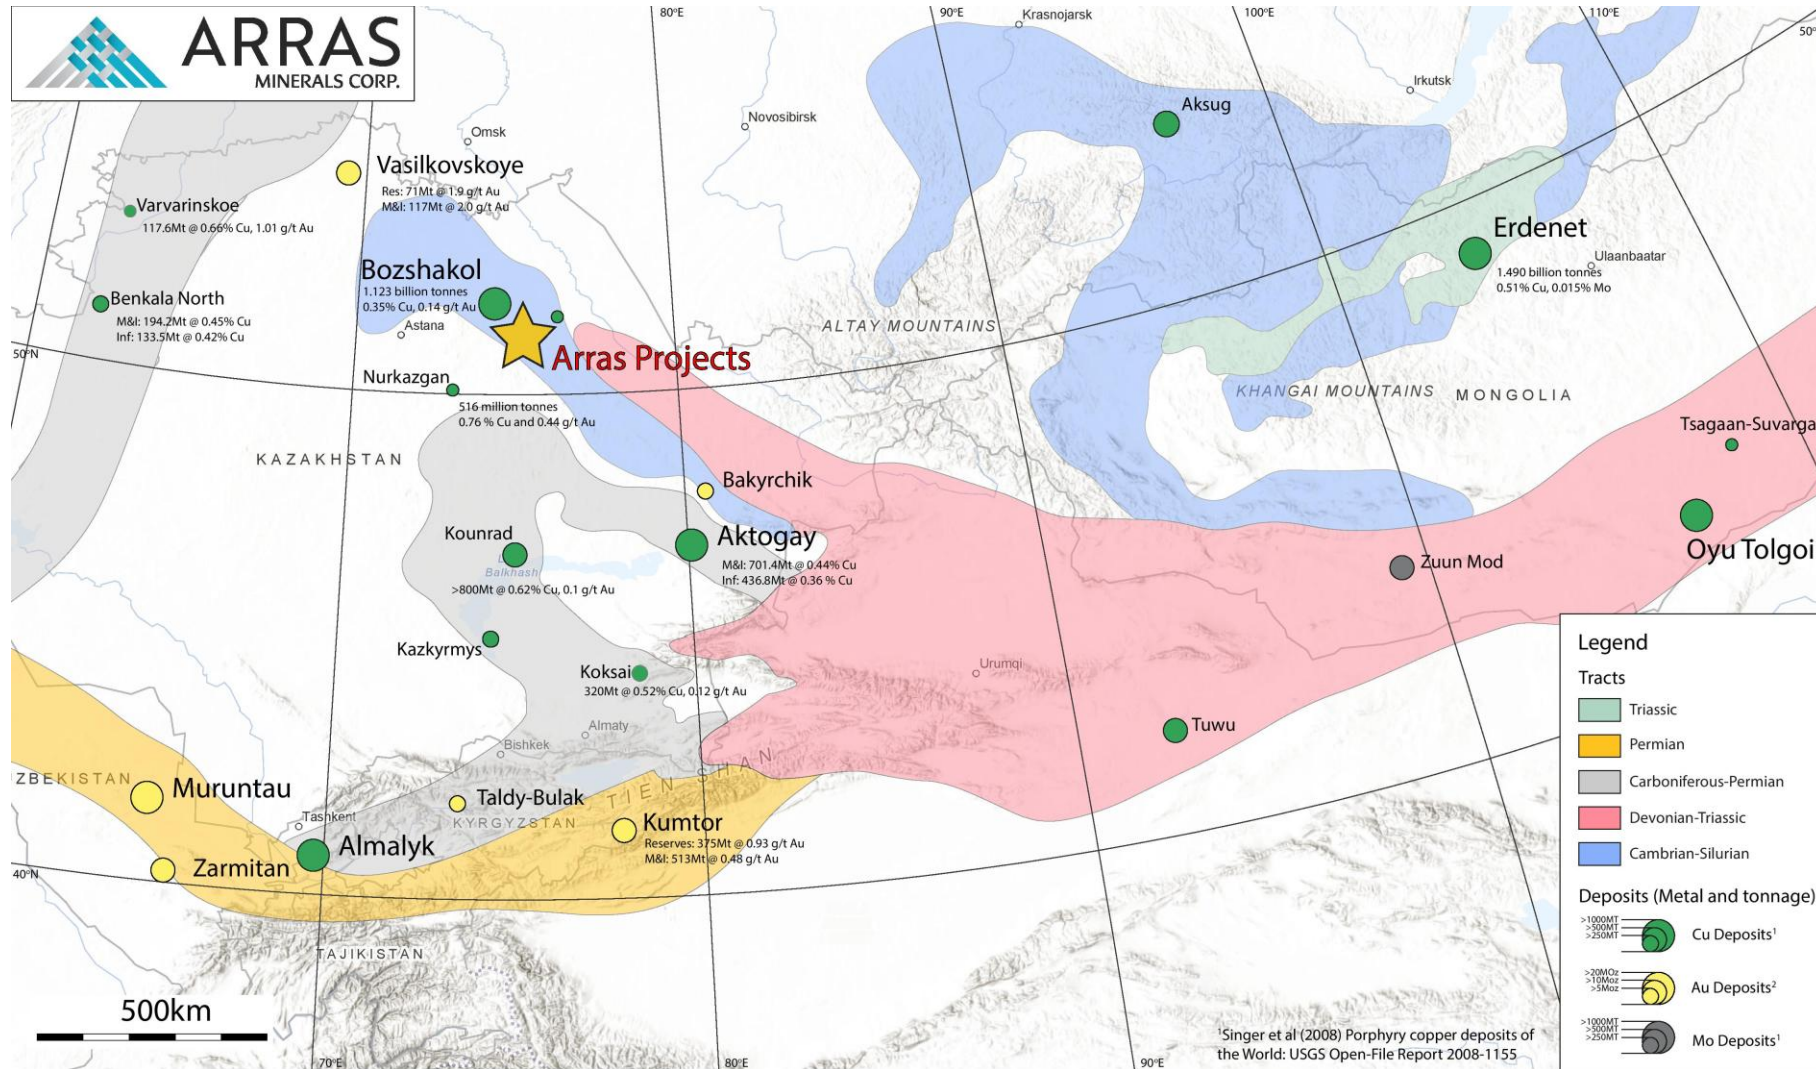 ARRAS
MINERALS CORP.
80°E
90°E
100°E
110°E
Krasnojarsk
Irkutsk
Novosibirsk
Omsk
Aksug
Vasilkovskoye
Res: 71Mt @ 1.9 g/t Au
M&I: 117Mt @ 2.0 g/t Au
Varvarinskoe
117.6Mt @ 0.66% Cu, 1.01 g/t Au
Erdenet
1.490 billion tonnes
0.51% Cu, 0.015% Mo
Ulaanbaatar
Bozshakol
1.123 billion tonnes
0.35% Cu, 0.14 g/t Au
Benkala North
M&I: 194.2Mt @ 0.45% Cu
Inf: 133.5Mt @ 0.42% Cu
Astana
ALTAY MOUNTAINS
50°N
Arras Projects
Nurkazgan
516 million tonnes
0.76 % Cu and 0.44 g/t Au
KHANGAI MOUNTAINS
MONGOLIA
Tsagaan-Suvarga
KAZAKHSTAN
Bakyrchik
Kounrad
Balkhash
>800Mt @ 0.62% Cu, 0.1 g/t Au
Aktogay
M&I: 701.4Mt @ 0.44% Cu
Inf: 436.8Mt @ 0.36 % Cu
Oyu Tolgoi
Zuun Mod
Kazkyrmys
Koksai
320Mt @ 0.52% Cu, 0.12 g/t Au
Urumqi
Almaty
Bishkek
Tuwu
TIEN SHAN
ZBEKISTAN
Muruntau
Taldy-Bulak
KYRGYZSTAN
Tashkent
Kumtor
Reserves: 375Mt @ 0.93 g/t Au
M&I: 513Mt @ 0.48 g/t Au
Almalyk
Zarmitan
40°N
TAJIKISTAN
500km
70°E
80°E
90°E
¹Singer et al (2008) Porphyry copper deposits of
the World: USGS Open-File Report 2008-1155
Legend
Tracts
Triassic
Permian
Carboniferous-Permian
Devonian-Triassic
Cambrian-Silurian
Deposits (Metal and tonnage)
>1000MT
>500MT
>250MT
Cu Deposits¹
>20MOz
>10Moz
>5Moz
Au Deposits²
>1000MT
>500MT
>250MT
Mo Deposits¹